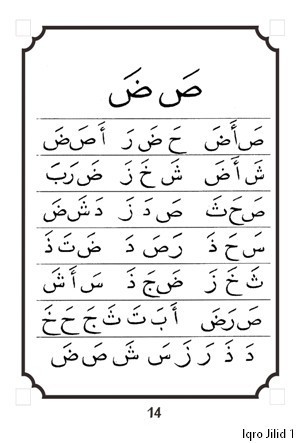 صَ ضَ
صَ أَ ضَ حَ ضَ رَ أَ صَ ضَ
شَ أَ ضَ شَ خَ زَ ضَ رَ بَ
صَ حَ ثَ صَ دَ زَ دَ شَ ضَ
سَ حَ ذَ رَ صَ دَ ضَ تَ ذَ
ثَ خَ زَ ضَ جَ ذَ سَ أَ شَ
صَ رَ ضَ أَ بَ تَ ثَ جَ حَ خَ
دَ ذَ رَ زَ سَ شَ صَ ضَ
14
Iqro Jilid 1